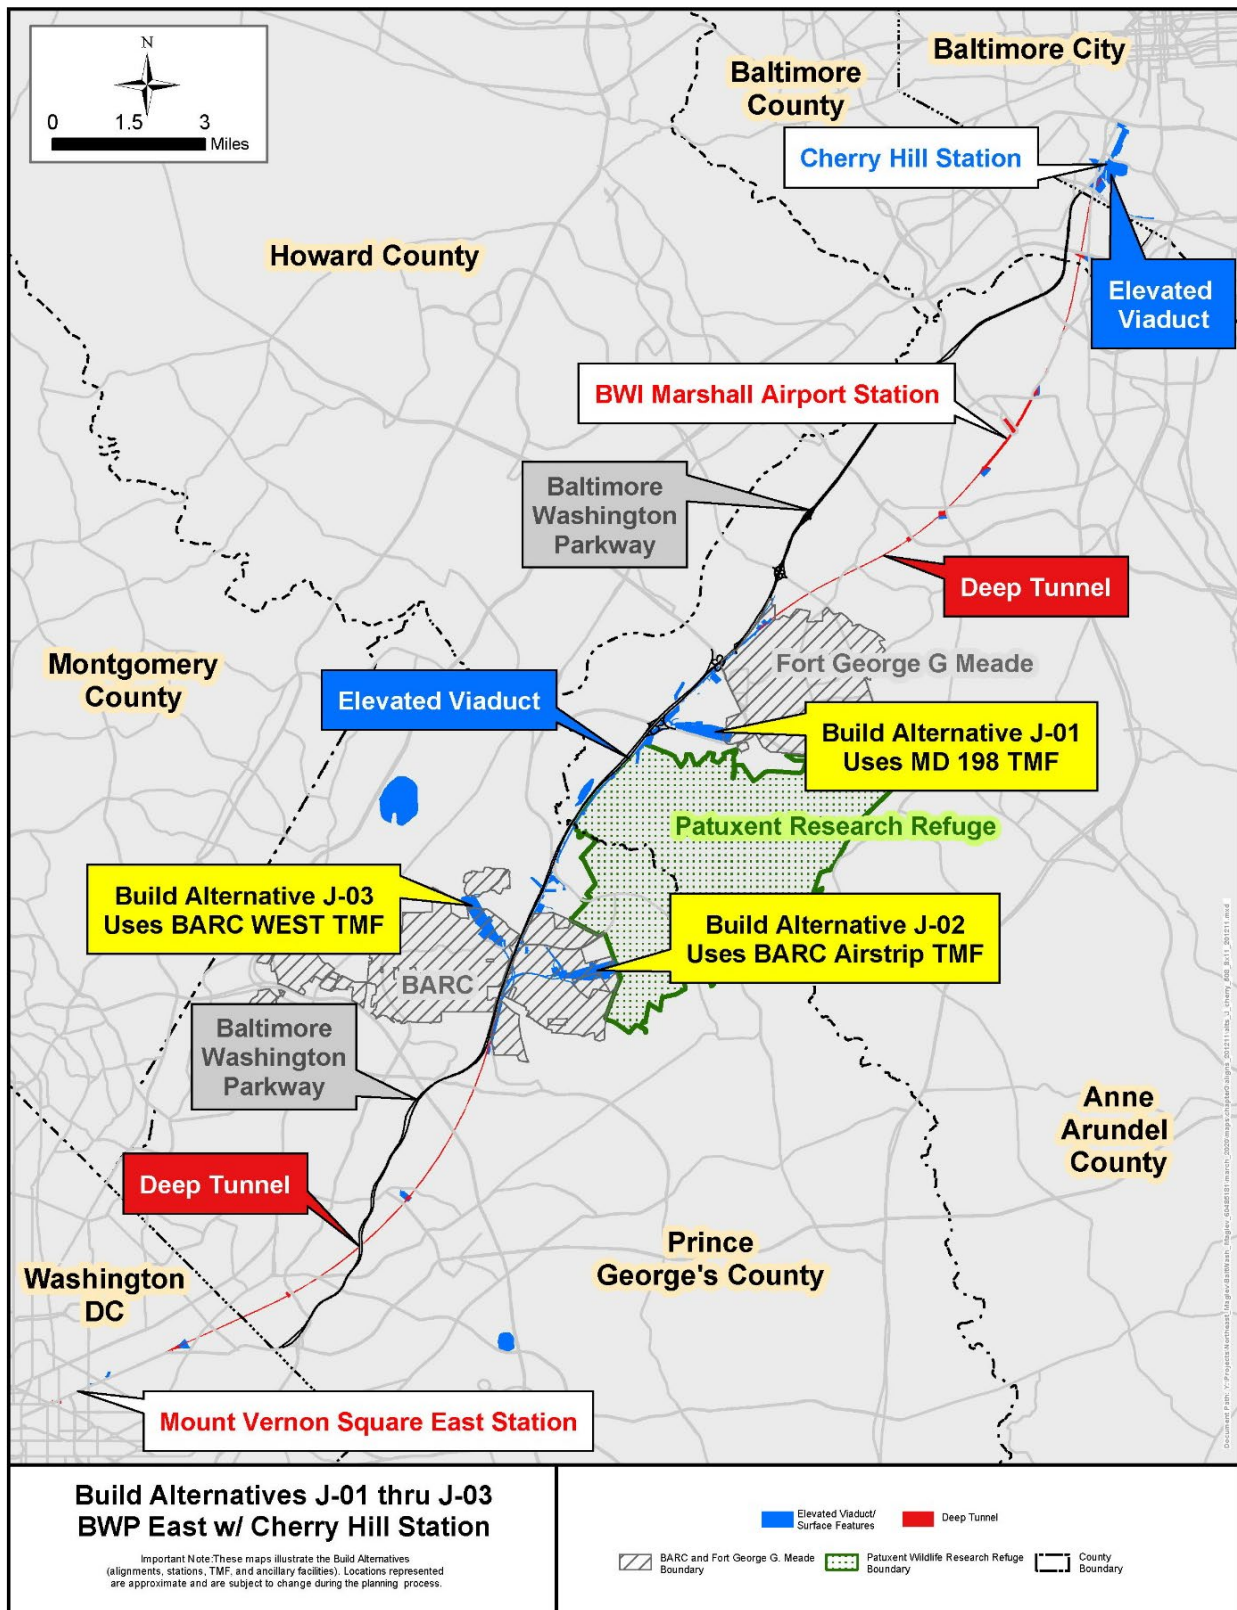 N
0 1.5 3
Miles
Baltimore City
Baltimore
County
Cherry Hill Station
Howard County
Elevated
Viaduct
BWI Marshall Airport Station
Baltimore
Washington
Parkway
Deep Tunnel
Fort George G Meade
Montgomery
County
Elevated Viaduct
Build Alternative J-01
Uses MD 198 TMF
Patuxent Research Refuge
Build Alternative J-03
Uses BARC WEST TMF
Build Alternative J-02
Uses BARC Airstrip TMF
BARC
Baltimore
Washington
Parkway
Anne
Arundel
County
Deep Tunnel
Prince
George's County
Washington
DC
Mount Vernon Square East Station
Build Alternatives J-01 thru J-03
BWP East w/ Cherry Hill Station
Important Note:These maps illustrate the Build Alternatives
(alignments, stations, TMF, and ancillary facilities). Locations represented
are approximate and are subject to change during the planning process.
Elevated Viaduct/
Surface Features
Deep Tunnel
BARC and Fort George G. Meade
Boundary
Patuxent Wildlife Research Refuge
Boundary
County
Boundary